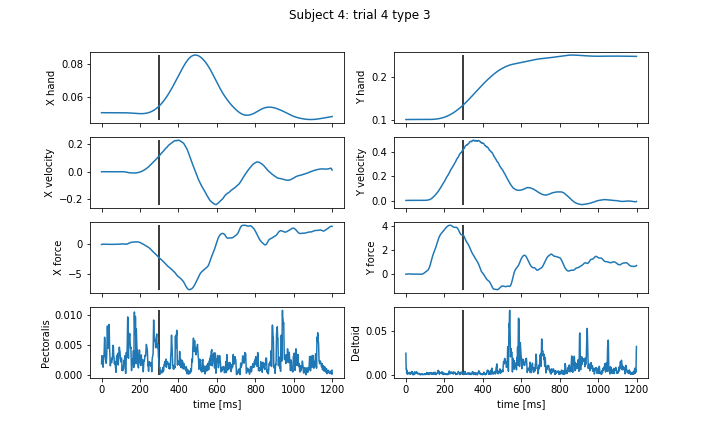 Subject 4: trial 4 type 3
X hand
0.08
0.06
Y hand
0.2
0.1
X velocity
0.2
0.0
−0.2
Y velocity
0.4
0.2
0.0
X force
0
−5
Y force
4
2
0
Pectoralis
0.010
0.005
0.000
0 200 400 600 800 1000 1200
time [ms]
Deltoid
0.05
0.00
0 200 400 600 800 1000 1200
time [ms]